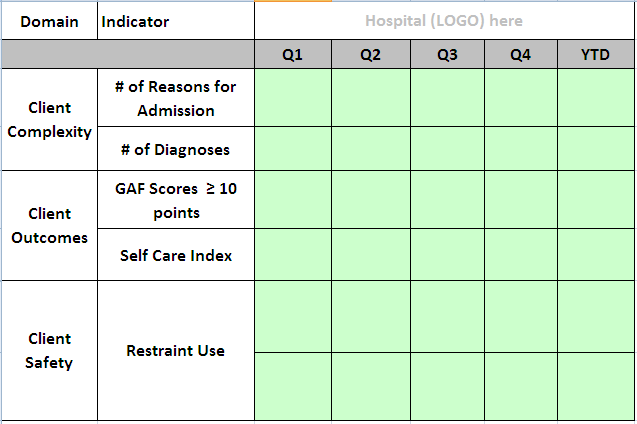 Domain Indicator Hospital (LOGO) here
Q1 Q2 Q3 Q4 YTD
Client
Complexity
# of Reasons for
Admission
# of Diagnoses
Client
Outcomes
GAF Scores ≥ 10
points
Self Care Index
Client
Safety
Restraint Use